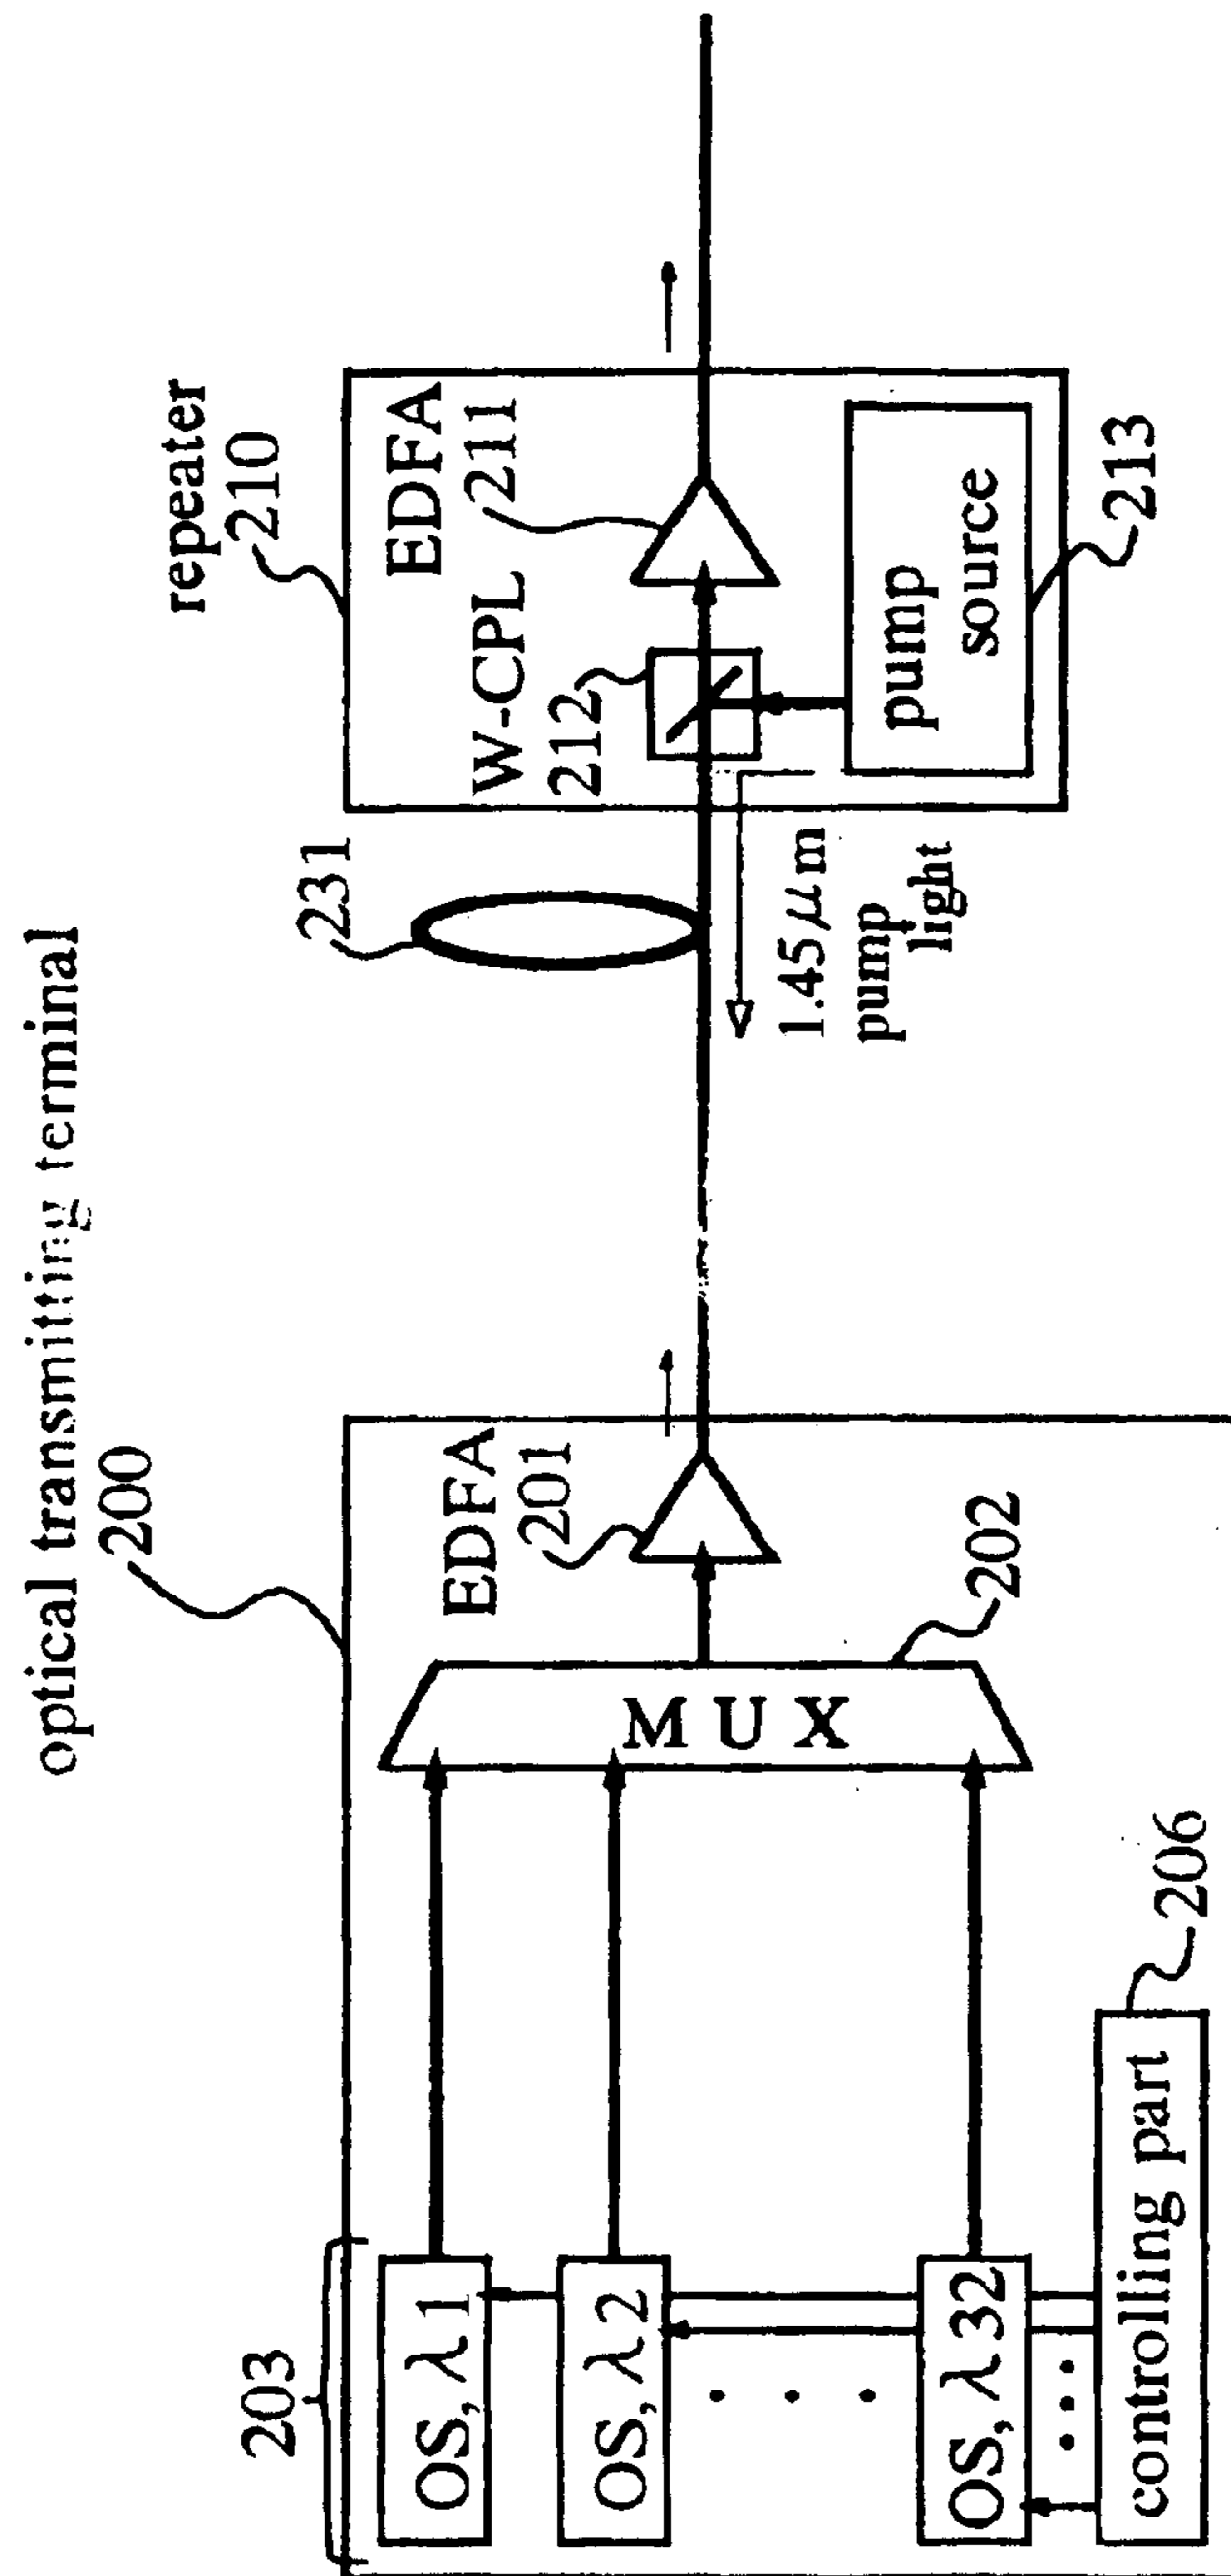 optical transmitting terminal
200
203
OS, λ1
OS, λ2
OS, λ32
controlling part
206
MUX
202
EDFA
201
231
1.45μm
pump
light
repeater
210
W-CPL
212
EDFA
211
pump
source
213